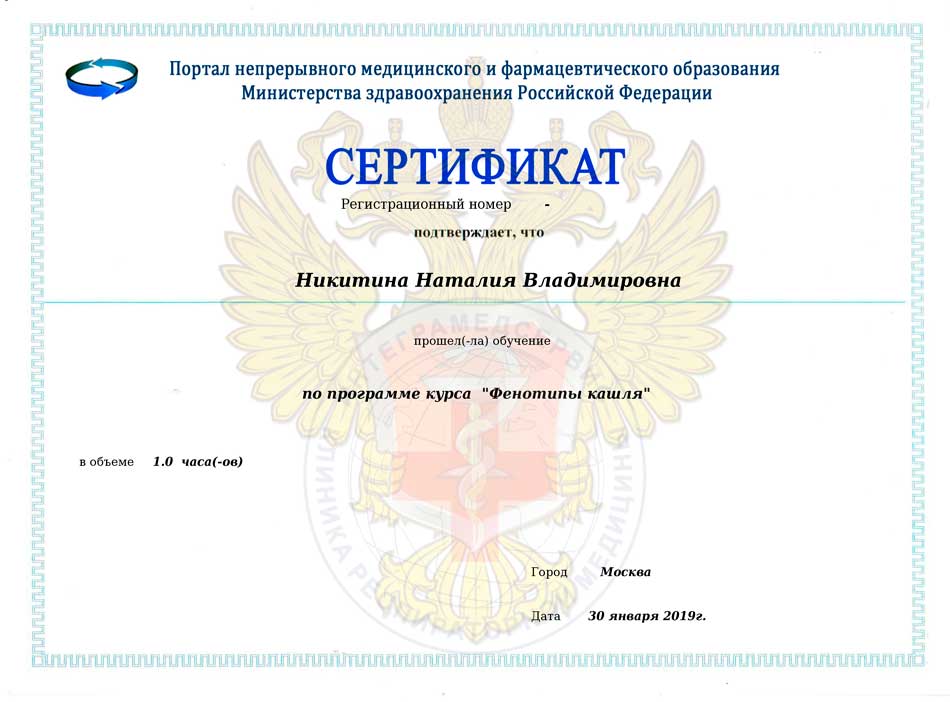 Портал непрерывного медицинского и фармацевтического образования
Министерства здравоохранения Российской Федерации
СЕРТИФИКАТ
Регистрационный номер -
подтверждает, что
Никитина Наталия Владимировна
прошел(-ла) обучение
по программе курса "Фенотипы кашля"
в объеме 1.0 часа(-ов)
Город Москва
Дата 30 января 2019г.